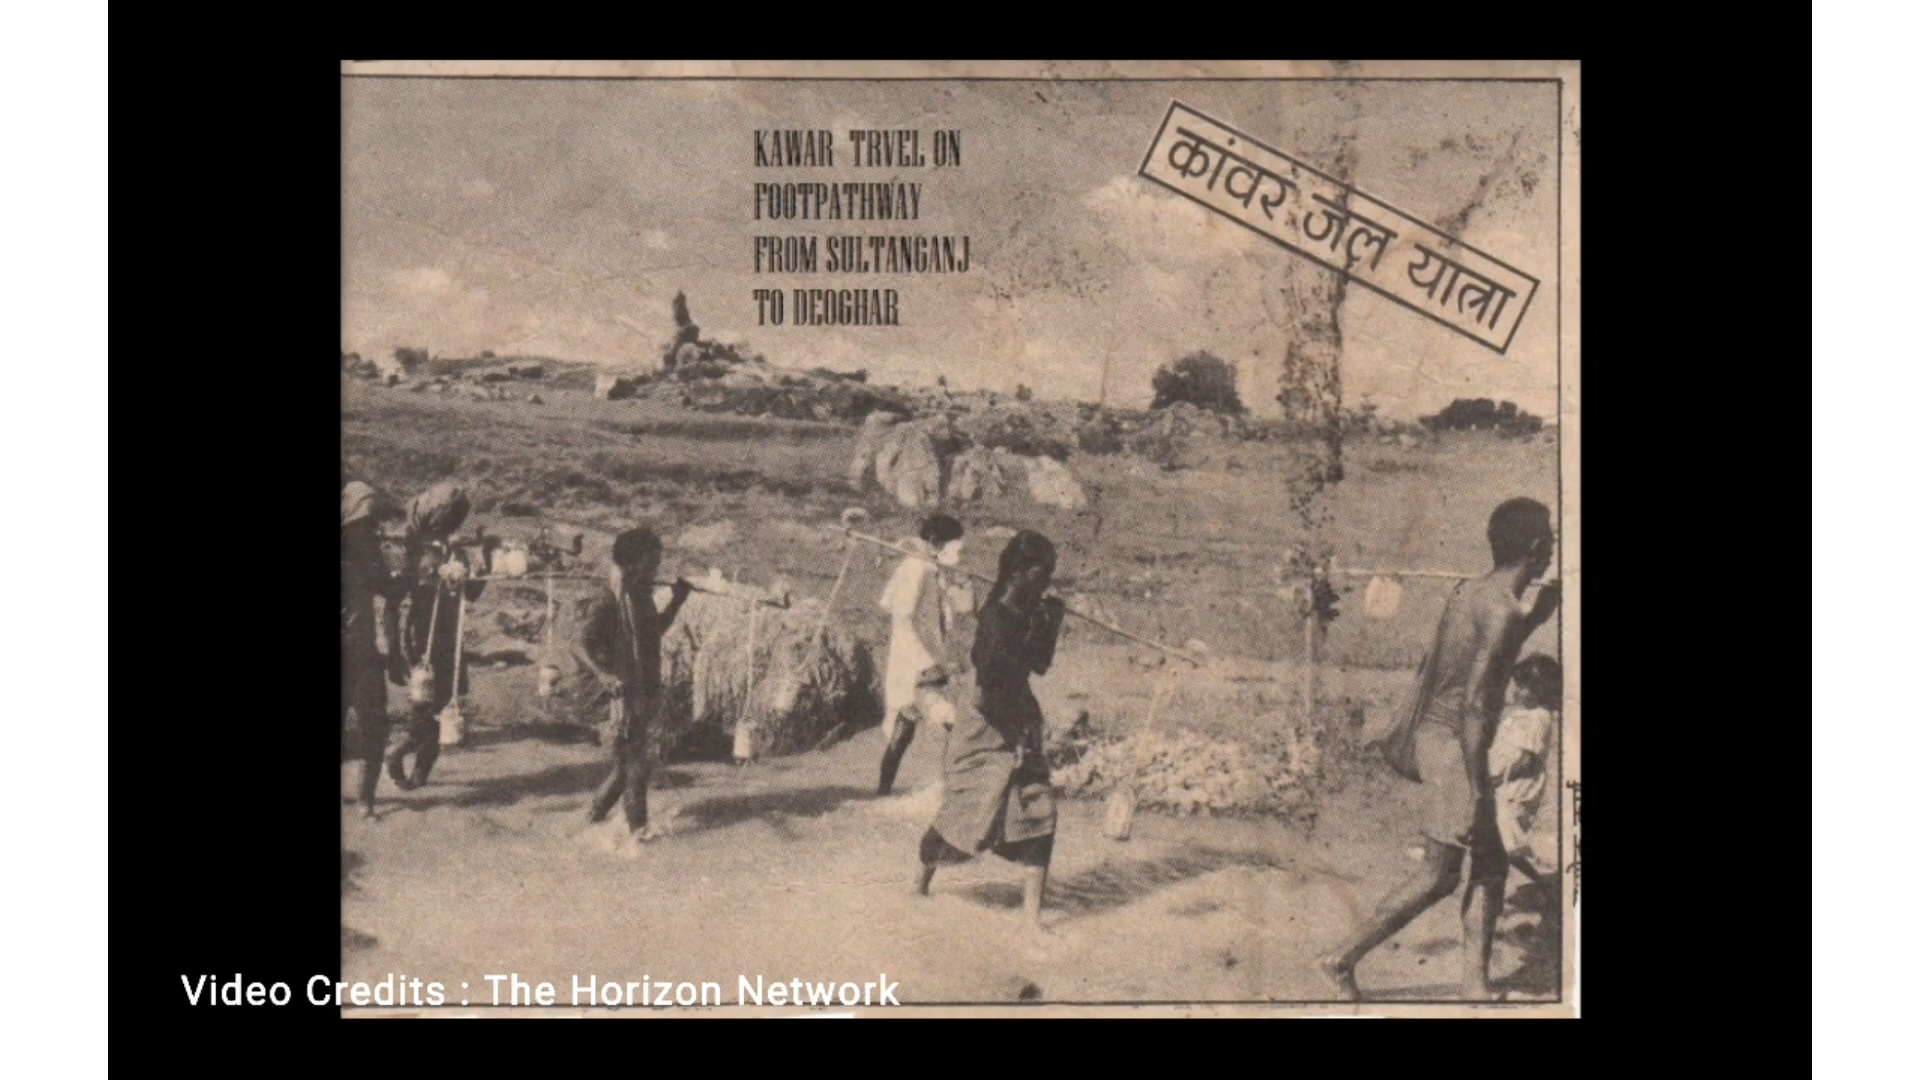 KAWAR TRVEL ON
FOOTPATHWAY
FROM SULTANGANJ
TO DEOGHAR
कांवर जल यात्रा
Video Credits : The Horizon Network